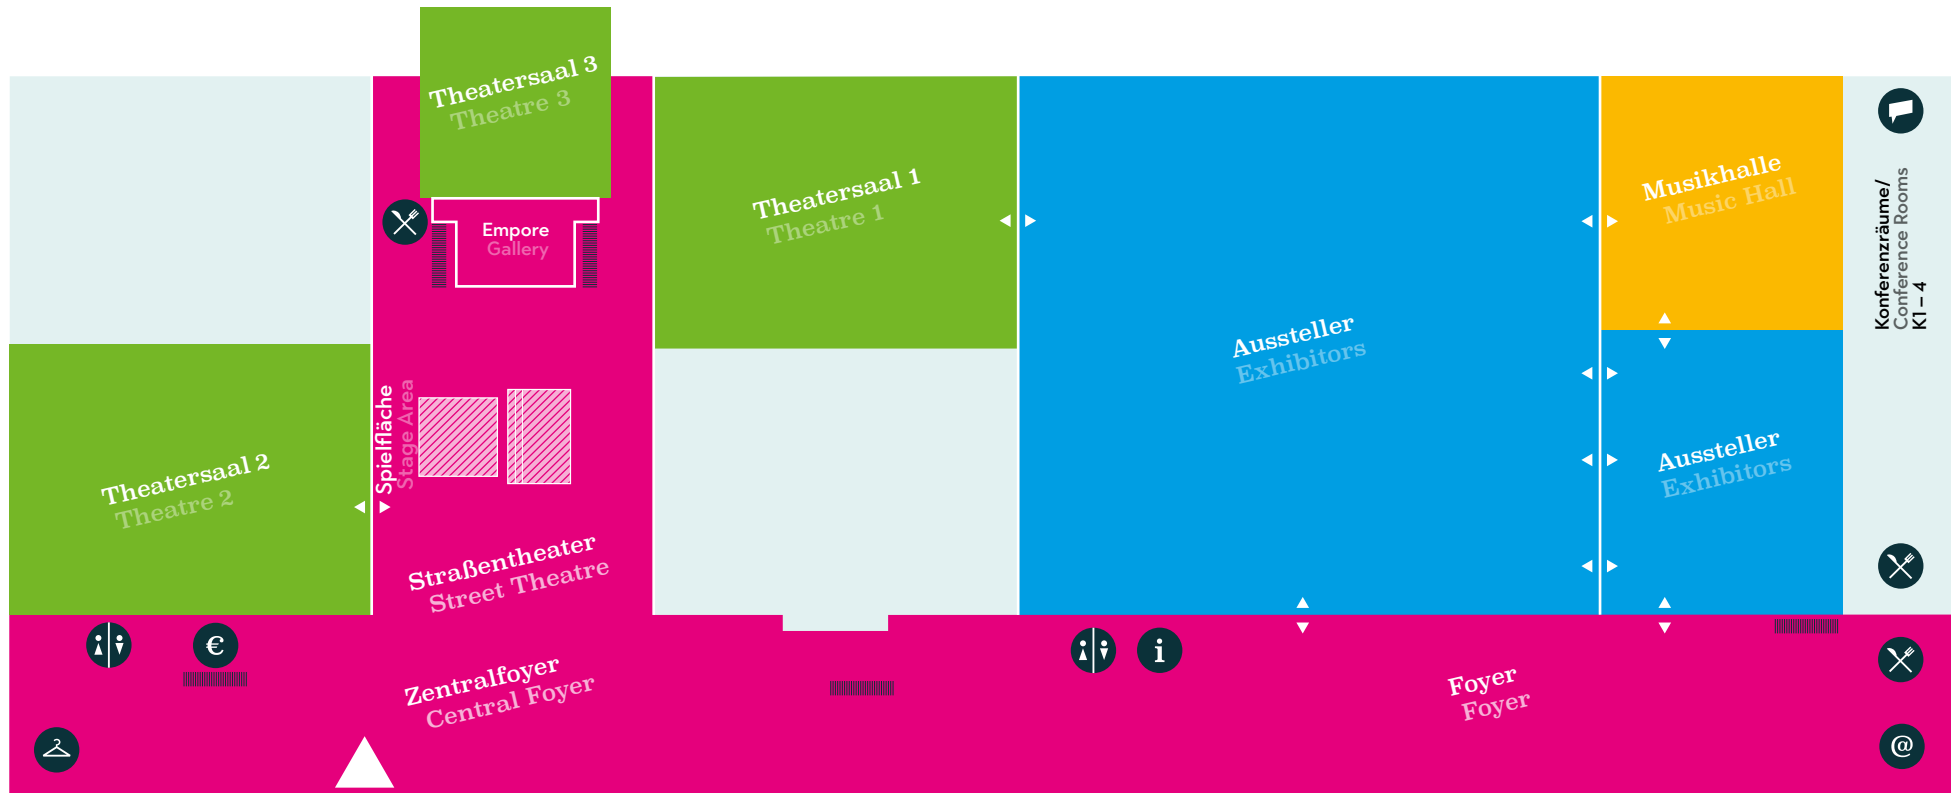 Theatersaal 3
Theatre 3
Empore
Gallery
Theatersaal 1
Theatre 1
Musikhalle
Music Hall
Konferenzräume/
Conference Rooms
K1 – 4
Aussteller
Exhibitors
Spielfläche
Stage Area
Theatersaal 2
Theatre 2
Aussteller
Exhibitors
Straßentheater
Street Theatre
€
i
Zentralfoyer
Central Foyer
Foyer
Foyer
@